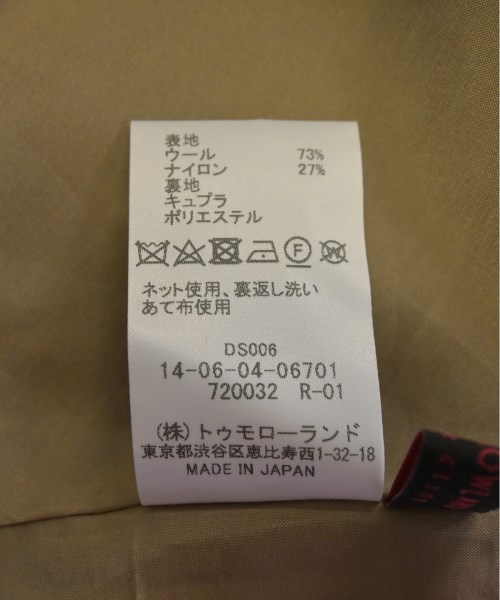 表地
ウール 73%
ナイロン 27%
裏地
キュプラ
ポリエステル
F W
ネット使用、裏返し洗い
あて布使用
DS006
14-06-04-06701
720032 R-01
(株)トゥモローランド
東京都渋谷区恵比寿西1-32-18
MADE IN JAPAN